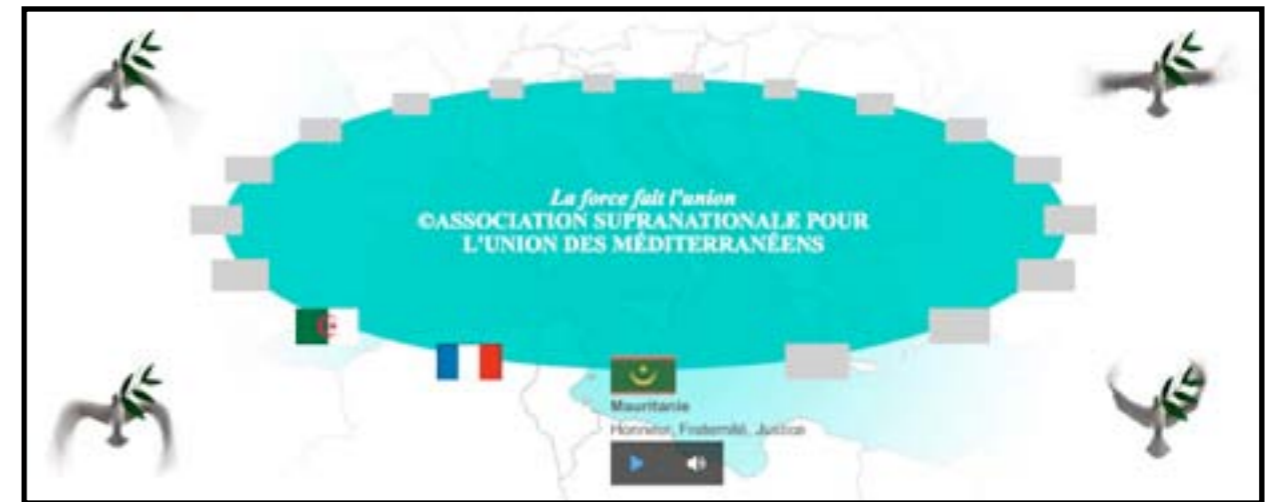 La force fait l'union
©ASSOCIATION SUPRANATIONALE POUR
L'UNION DES MÉDITERRANÉENS
Mauritanie
Honneur, Fraternité, Justice